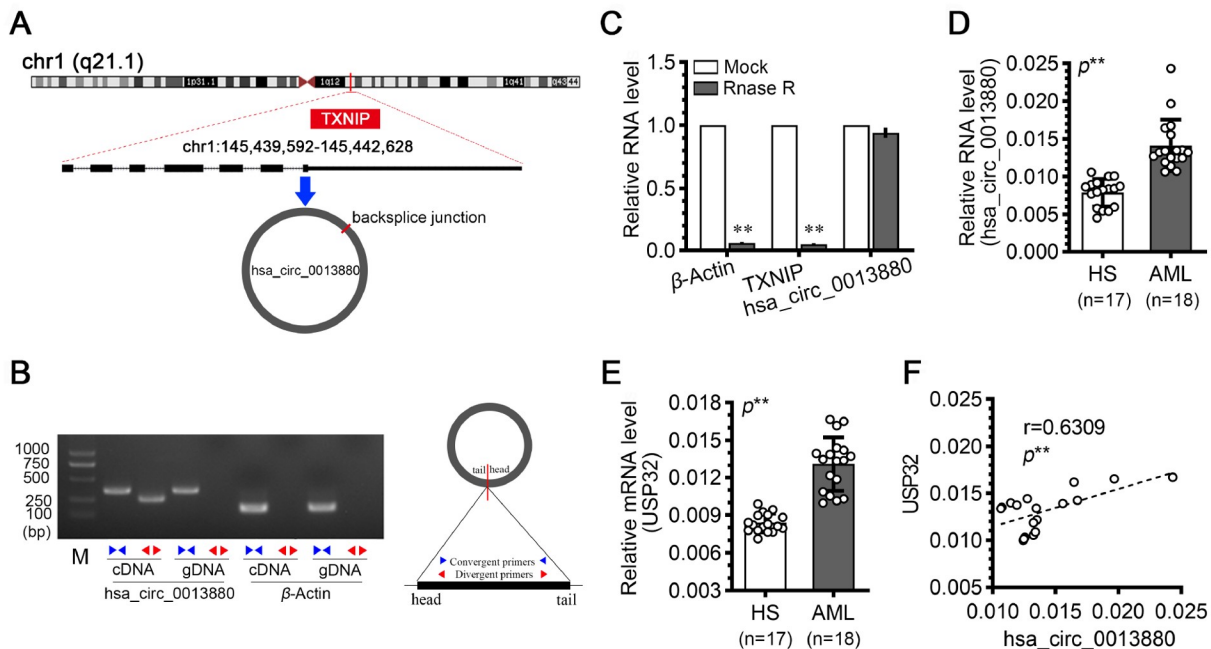 A
chr1 (q21.1)
1p31.1 1q12 1q41 q43 44
TXNIP
chr1:145,439,592-145,442,628
backsplice junction
hsa_circ_0013880
B
1000
750
500
250
100
(bp)
M
cDNA gDNA cDNA gDNA
hsa_circ_0013880 β-Actin
tail head
Convergent primers
Divergent primers
head tail
C
Mock
Rnase R
Relative RNA level
1.5
1.0
0.5
0.0
** **
β-Actin TXNIP hsa_circ_0013880
D
p**
Relative RNA level
(hsa_circ_0013880)
0.025
0.020
0.015
0.010
0.005
0.000
HS AML
(n=17) (n=18)
E
p**
Relative mRNA level
(USP32)
0.018
0.015
0.012
0.009
0.006
0.003
HS AML
(n=17) (n=18)
F
r=0.6309
p**
USP32
0.025
0.020
0.015
0.010
0.005
0.010 0.015 0.020 0.025
hsa_circ_0013880